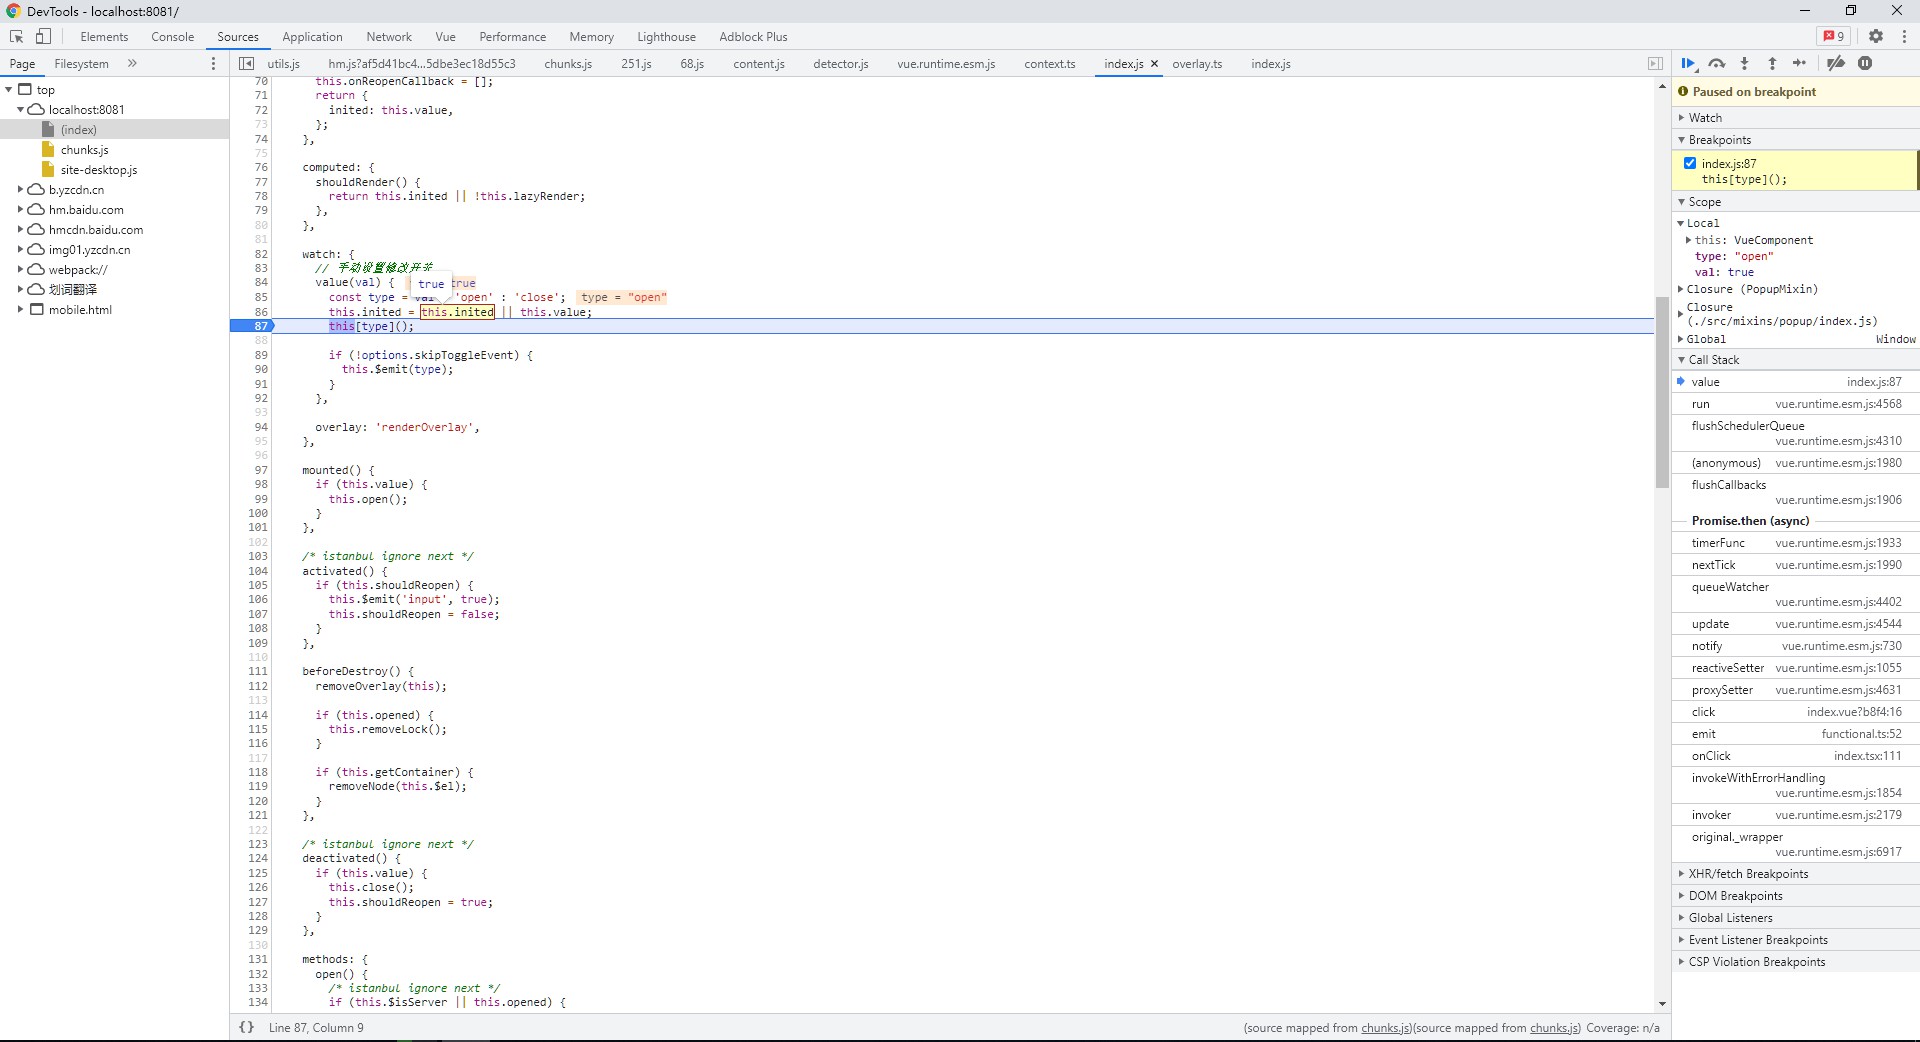 DevTools - localhost:8081/
Elements Console Sources Application Network Vue Performance Memory Lighthouse Adblock Plus 9
Page Filesystem »
top
localhost:8081
(index)
chunks.js
site-desktop.js
b.yzcdn.cn
hm.baidu.com
hmcdn.baidu.com
img01.yzcdn.cn
webpack://
划词翻译
mobile.html
utils.js hm.js?af5d41bc4...5dbe3ec18d55c3 chunks.js 251.js 68.js content.js detector.js vue.runtime.esm.js context.ts index.js × overlay.ts index.js
70 this.onReopenCallback = [];
71 return {
72 inited: this.value,
73 };
74 },
75
76 computed: {
77 shouldRender() {
78 return this.inited || !this.lazyRender;
79 },
80 },
81
82 watch: {
83 // 手动设置修改开关
84 value(val) { true
true
85 const type = val 'open' : 'close'; type = "open"
86 this.inited = this.inited || this.value;
87 this[type]();
88
89 if (!options.skipToggleEvent) {
90 this.$emit(type);
91 }
92 },
93
94 overlay: 'renderOverlay',
95 },
96
97 mounted() {
98 if (this.value) {
99 this.open();
100 }
101 },
102
103 /* istanbul ignore next */
104 activated() {
105 if (this.shouldReopen) {
106 this.$emit('input', true);
107 this.shouldReopen = false;
108 }
109 },
110
111 beforeDestroy() {
112 removeOverlay(this);
113
114 if (this.opened) {
115 this.removeLock();
116 }
117
118 if (this.getContainer) {
119 removeNode(this.$el);
120 }
121 },
122
123 /* istanbul ignore next */
124 deactivated() {
125 if (this.value) {
126 this.close();
127 this.shouldReopen = true;
128 }
129 },
130
131 methods: {
132 open() {
133 /* istanbul ignore next */
134 if (this.$isServer || this.opened) {
{} Line 87, Column 9
(source mapped from chunks.js)(source mapped from chunks.js) Coverage: n/a
Paused on breakpoint
Watch
Breakpoints
index.js:87
this[type]();
Scope
Local
this: VueComponent
type: "open"
val: true
Closure (PopupMixin)
Closure
(./src/mixins/popup/index.js)
Global Window
Call Stack
value index.js:87
run vue.runtime.esm.js:4568
flushSchedulerQueue
vue.runtime.esm.js:4310
(anonymous) vue.runtime.esm.js:1980
flushCallbacks
vue.runtime.esm.js:1906
Promise.then (async)
timerFunc vue.runtime.esm.js:1933
nextTick vue.runtime.esm.js:1990
queueWatcher
vue.runtime.esm.js:4402
update vue.runtime.esm.js:4544
notify vue.runtime.esm.js:730
reactiveSetter vue.runtime.esm.js:1055
proxySetter vue.runtime.esm.js:4631
click index.vue?b8f4:16
emit functional.ts:52
onClick index.tsx:111
invokeWithErrorHandling
vue.runtime.esm.js:1854
invoker vue.runtime.esm.js:2179
original._wrapper
vue.runtime.esm.js:6917
XHR/fetch Breakpoints
DOM Breakpoints
Global Listeners
Event Listener Breakpoints
CSP Violation Breakpoints